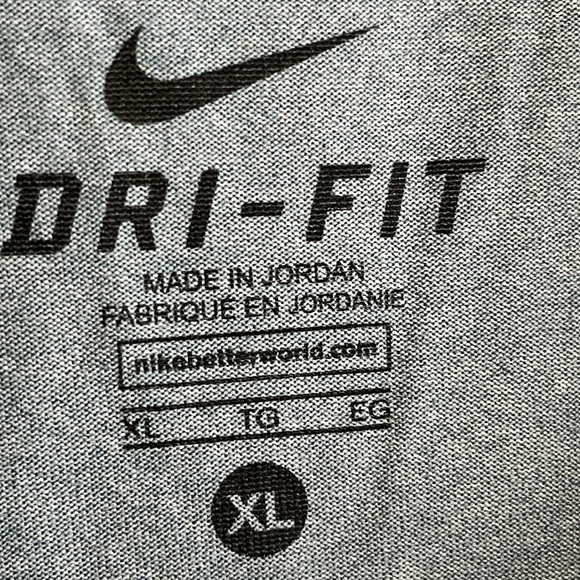 DRI-FIT
MADE IN JORDAN
FABRIQUÉ EN JORDANIE
nikebetterworld.com
XL TG EG
XL